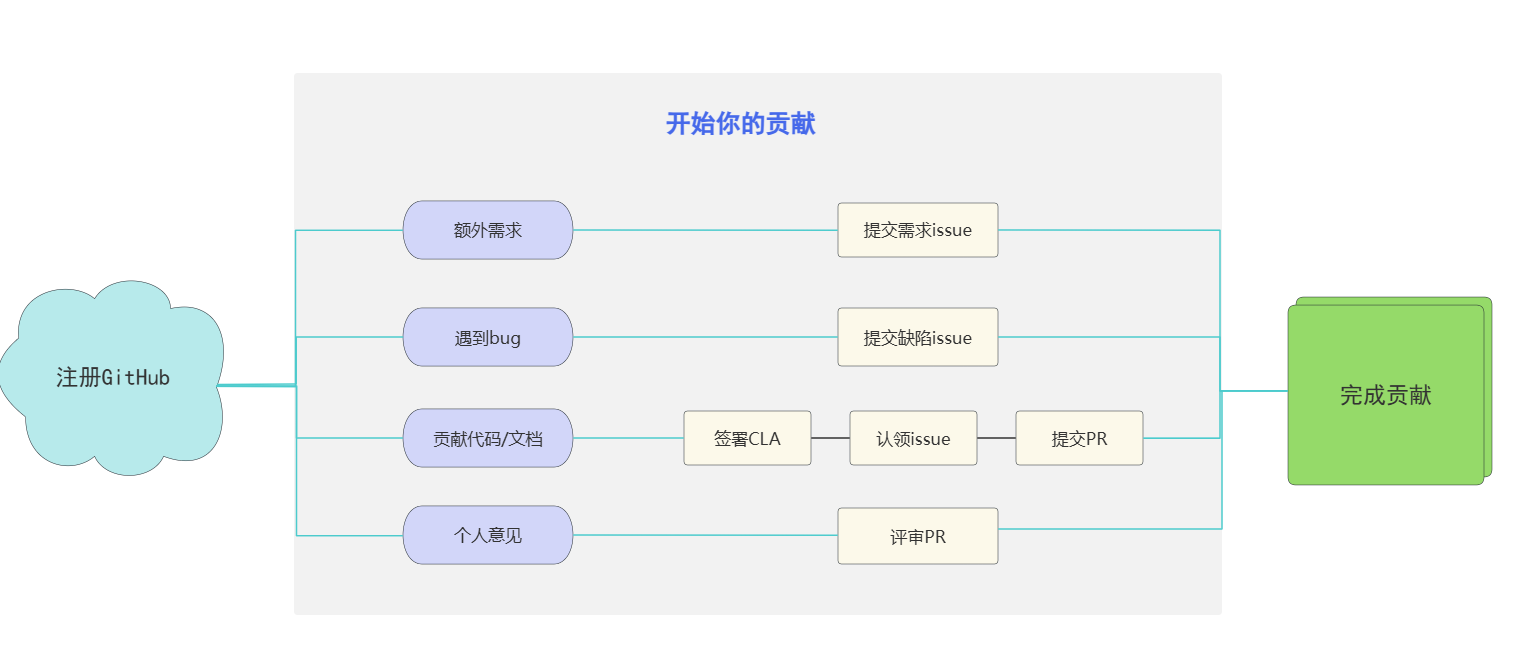 开始你的贡献
额外需求
提交需求issue
遇到bug
提交缺陷issue
注册GitHub
完成贡献
贡献代码/文档
签署CLA
认领issue
提交PR
个人意见
评审PR